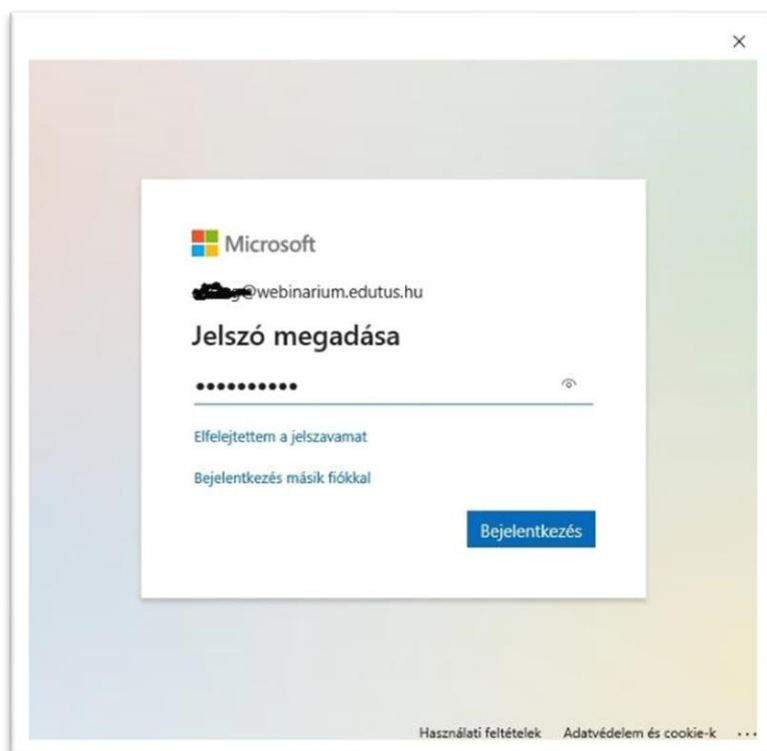 Microsoft
@webinarium.edutus.hu
Jelszó megadása
••••••••••
Elfelejtettem a jelszavamat
Bejelentkezés másik fiókkal
Bejelentkezés
Használati feltételek Adatvédelem és cookie-k ...